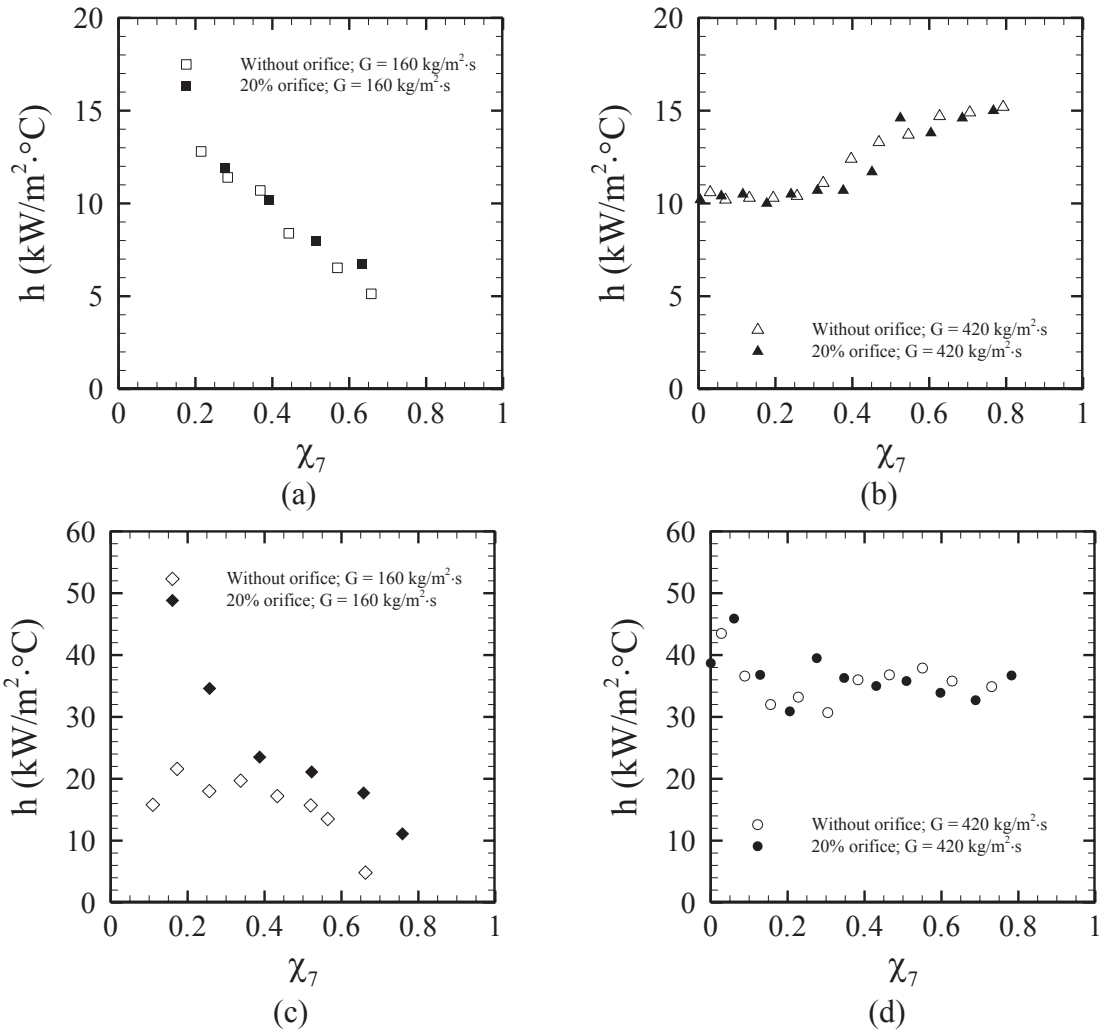 20
15
10
5
0
h (kW/m²·°C)
Without orifice; G = 160 kg/m²·s
20% orifice; G = 160 kg/m²·s
0 0.2 0.4 0.6 0.8 1
χ₇
(a)
20
15
10
5
0
h (kW/m²·°C)
Without orifice; G = 420 kg/m²·s
20% orifice; G = 420 kg/m²·s
0 0.2 0.4 0.6 0.8 1
χ₇
(b)
60
50
40
30
20
10
0
h (kW/m²·°C)
Without orifice; G = 160 kg/m²·s
20% orifice; G = 160 kg/m²·s
0 0.2 0.4 0.6 0.8 1
χ₇
(c)
60
50
40
30
20
10
0
h (kW/m²·°C)
Without orifice; G = 420 kg/m²·s
20% orifice; G = 420 kg/m²·s
0 0.2 0.4 0.6 0.8 1
χ₇
(d)